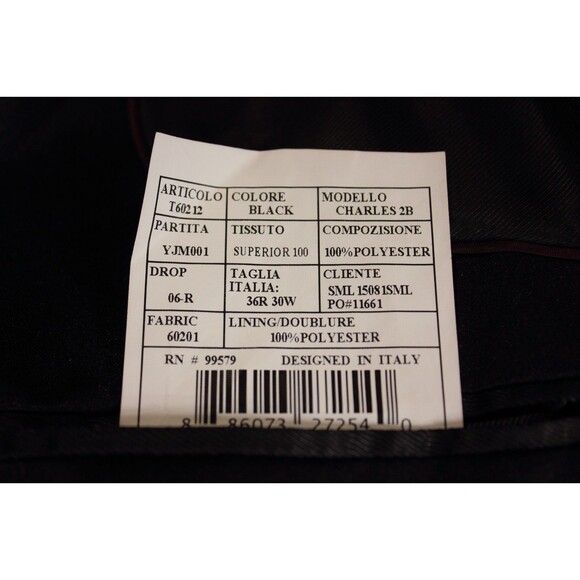 ARTICOLO COLORE MODELLO
T60212 BLACK CHARLES 2B
PARTITA TISSUTO COMPOZISIONE
YJM001 SUPERIOR 100 100%POLYESTER
DROP TAGLIA CLIENTE
ITALIA: SML 15081SML
06-R 36R 30W PO#11661
FABRIC LINING/DOUBLURE
60201 100%POLYESTER
RN # 99579 DESIGNED IN ITALY
8 86073 27254 0